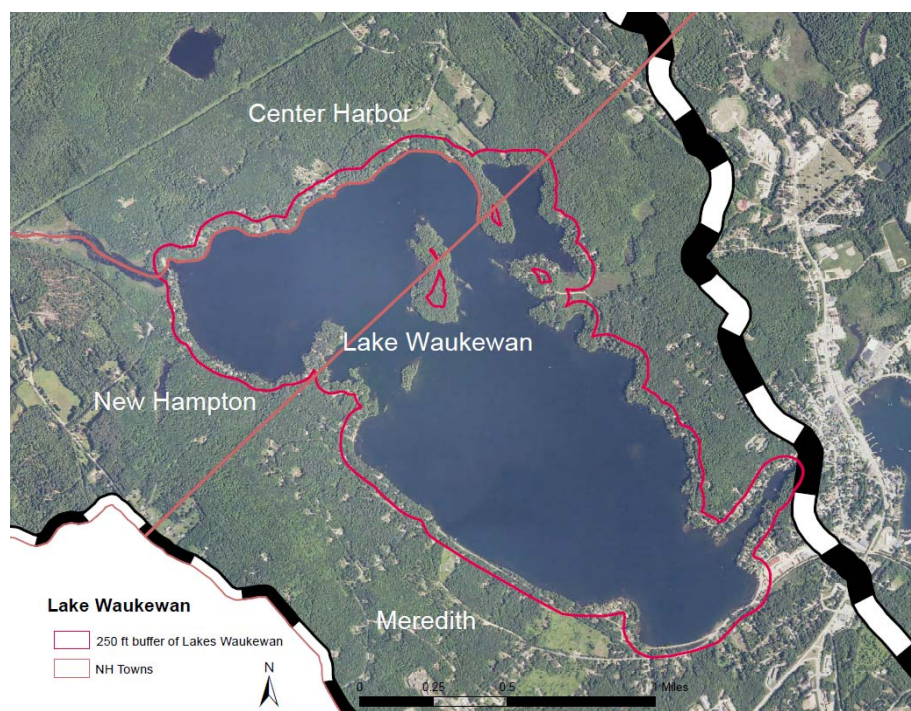 Center Harbor
Lake Waukewan
New Hampton
Meredith
Lake Waukewan
250 ft buffer of Lakes Waukewan
NH Towns
N
0 0.25 0.5 1 Miles